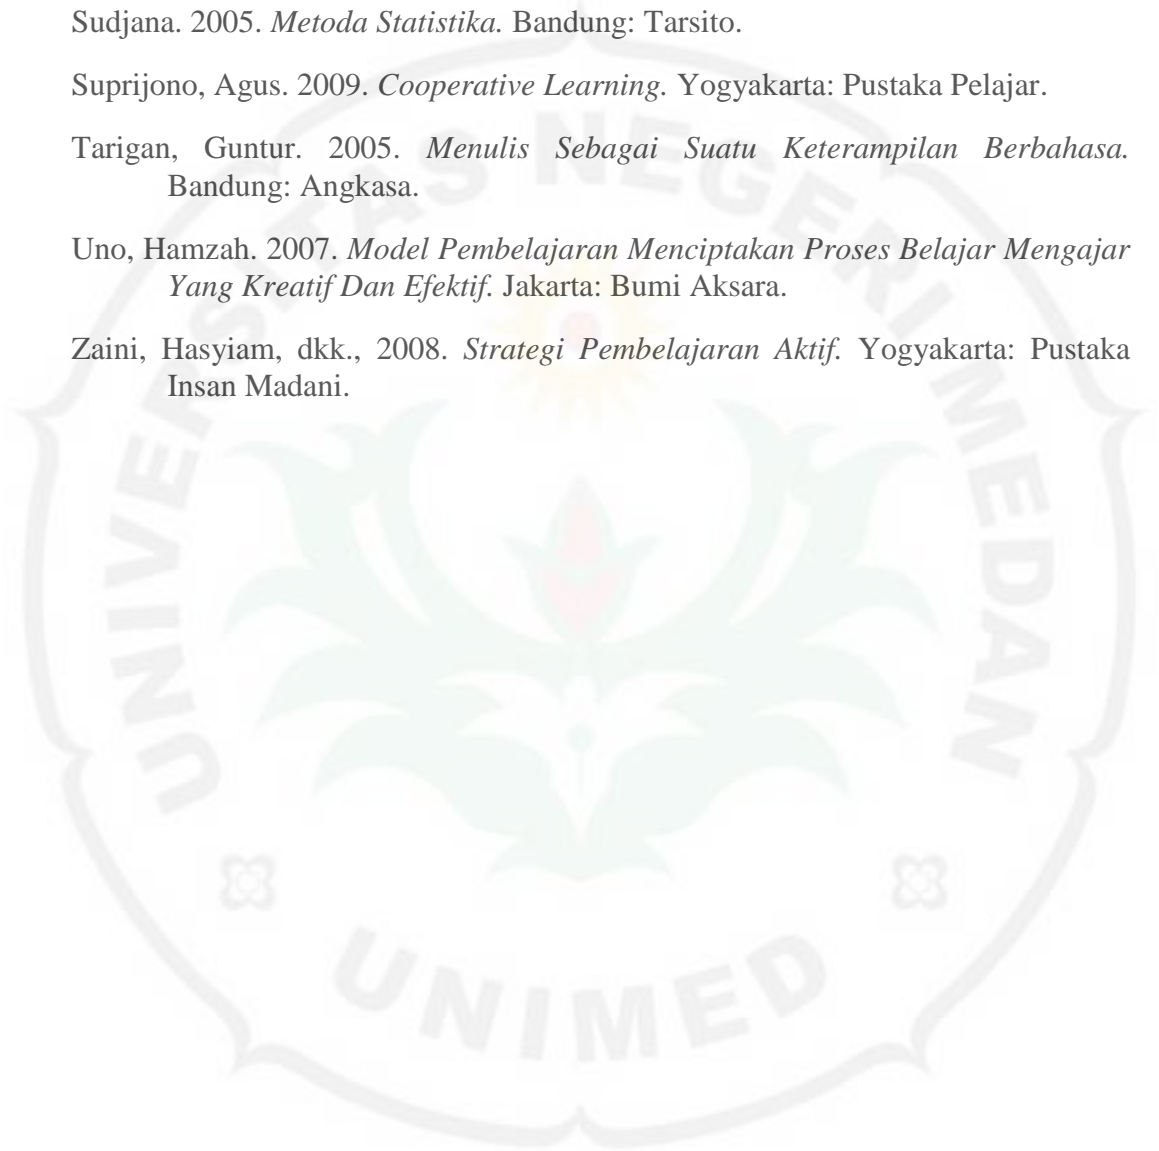 Sudjana. 2005. Metoda Statistika. Bandung: Tarsito.
Suprijono, Agus. 2009. Cooperative Learning. Yogyakarta: Pustaka Pelajar.
Tarigan, Guntur. 2005. Menulis Sebagai Suatu Keterampilan Berbahasa.
Bandung: Angkasa.
Uno, Hamzah. 2007. Model Pembelajaran Menciptakan Proses Belajar Mengajar
Yang Kreatif Dan Efektif. Jakarta: Bumi Aksara.
Zaini, Hasyiam, dkk., 2008. Strategi Pembelajaran Aktif. Yogyakarta: Pustaka
Insan Madani.
UNIVERSITAS NEGERI MEDAN
UNIMED